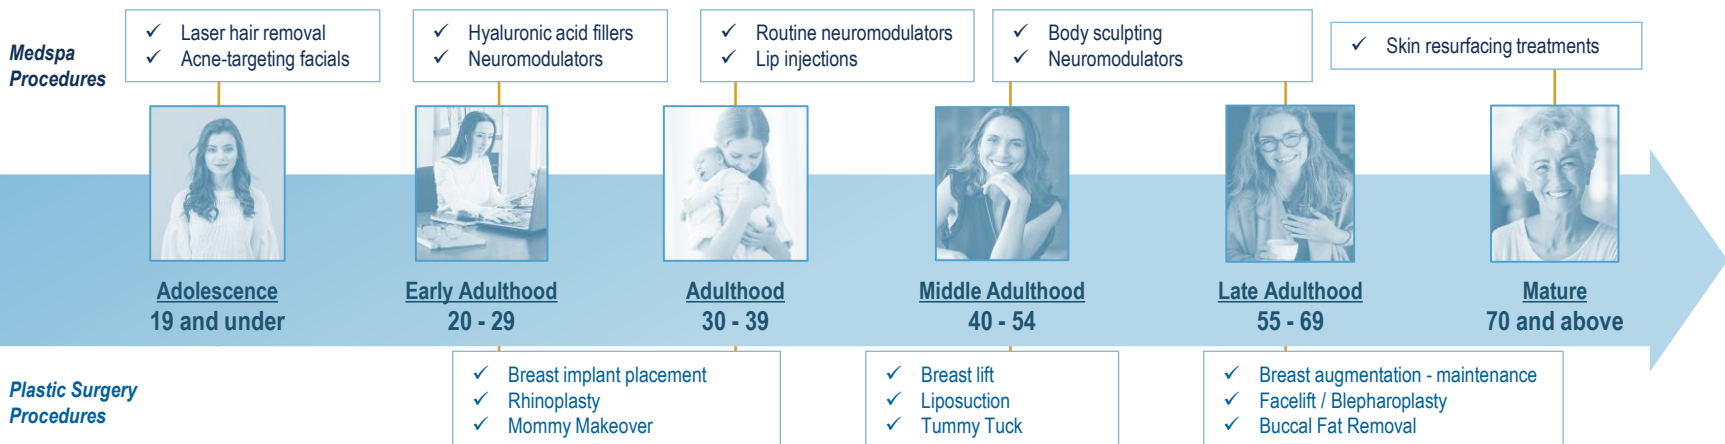 Medspa
Procedures
✓ Laser hair removal
✓ Acne-targeting facials
✓ Hyaluronic acid fillers
✓ Neuromodulators
✓ Routine neuromodulators
✓ Lip injections
✓ Body sculpting
✓ Neuromodulators
✓ Skin resurfacing treatments
Adolescence
19 and under
Early Adulthood
20 - 29
Adulthood
30 - 39
Middle Adulthood
40 - 54
Late Adulthood
55 - 69
Mature
70 and above
Plastic Surgery
Procedures
✓ Breast implant placement
✓ Rhinoplasty
✓ Mommy Makeover
✓ Breast lift
✓ Liposuction
✓ Tummy Tuck
✓ Breast augmentation - maintenance
✓ Facelift / Blepharoplasty
✓ Buccal Fat Removal